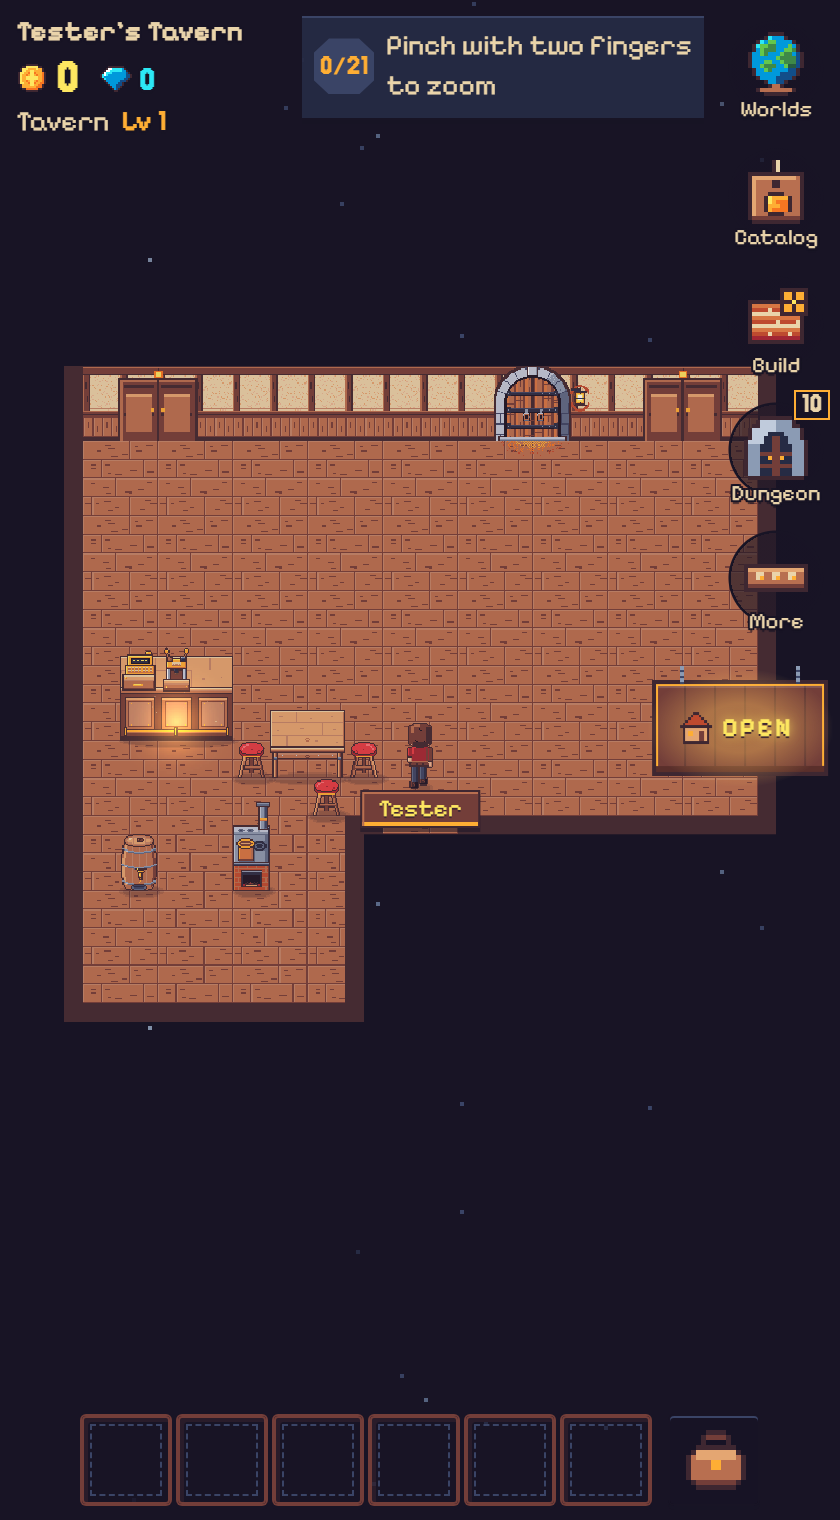 Tester's Tavern
0 0
Tavern Lv 1
0/21
Pinch with two fingers
to zoom
Worlds
Catalog
Build
10
Dungeon
More
OPEN
Tester